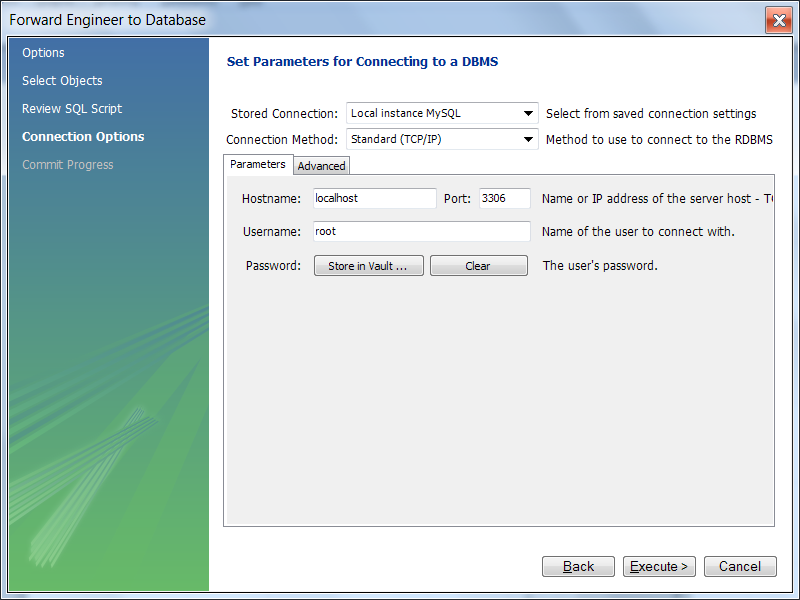 Forward Engineer to Database
Options
Select Objects
Review SQL Script
Connection Options
Commit Progress
Set Parameters for Connecting to a DBMS
Stored Connection: Local instance MySQL Select from saved connection settings
Connection Method: Standard (TCP/IP) Method to use to connect to the RDBMS
Parameters Advanced
Hostname: localhost Port: 3306 Name or IP address of the server host -
Username: root Name of the user to connect with.
Password: Store in Vault ... Clear The user's password.
Back Execute > Cancel